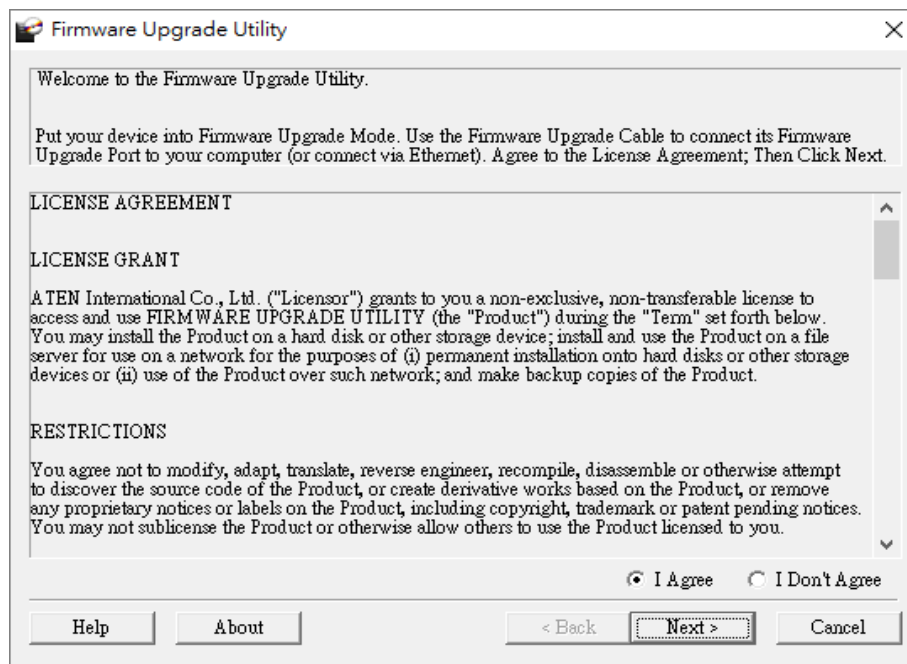 Firmware Upgrade Utility
Welcome to the Firmware Upgrade Utility.
Put your device into Firmware Upgrade Mode. Use the Firmware Upgrade Cable to connect its Firmware
Upgrade Port to your computer (or connect via Ethernet). Agree to the License Agreement; Then Click Next.
LICENSE AGREEMENT
LICENSE GRANT
ATEN International Co., Ltd. ("Licensor") grants to you a non-exclusive, non-transferable license to
access and use FIRMWARE UPGRADE UTILITY (the "Product") during the "Term" set forth below.
You may install the Product on a hard disk or other storage device; install and use the Product on a file
server for use on a network for the purposes of (i) permanent installation onto hard disks or other storage
devices or (ii) use of the Product over such network; and make backup copies of the Product.
RESTRICTIONS
You agree not to modify, adapt, translate, reverse engineer, recompile, disassemble or otherwise attempt
to discover the source code of the Product, or create derivative works based on the Product, or remove
any proprietary notices or labels on the Product, including copyright, trademark or patent pending notices.
You may not sublicense the Product or otherwise allow others to use the Product licensed to you.
I Agree I Don't Agree
Help About < Back Next > Cancel